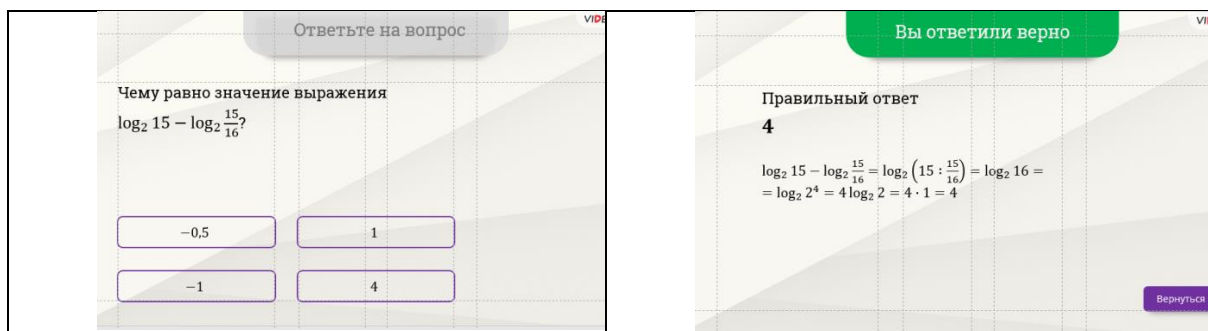 Ответьте на вопрос
Чему равно значение выражения
log₂ 15 − log₂ 15/16?
−0,5
1
−1
4
Вы ответили верно
Правильный ответ
4
log₂ 15 − log₂ 15/16 = log₂ (15 : 15/16) = log₂ 16 =
= log₂ 2⁴ = 4 log₂ 2 = 4 · 1 = 4
Вернуться